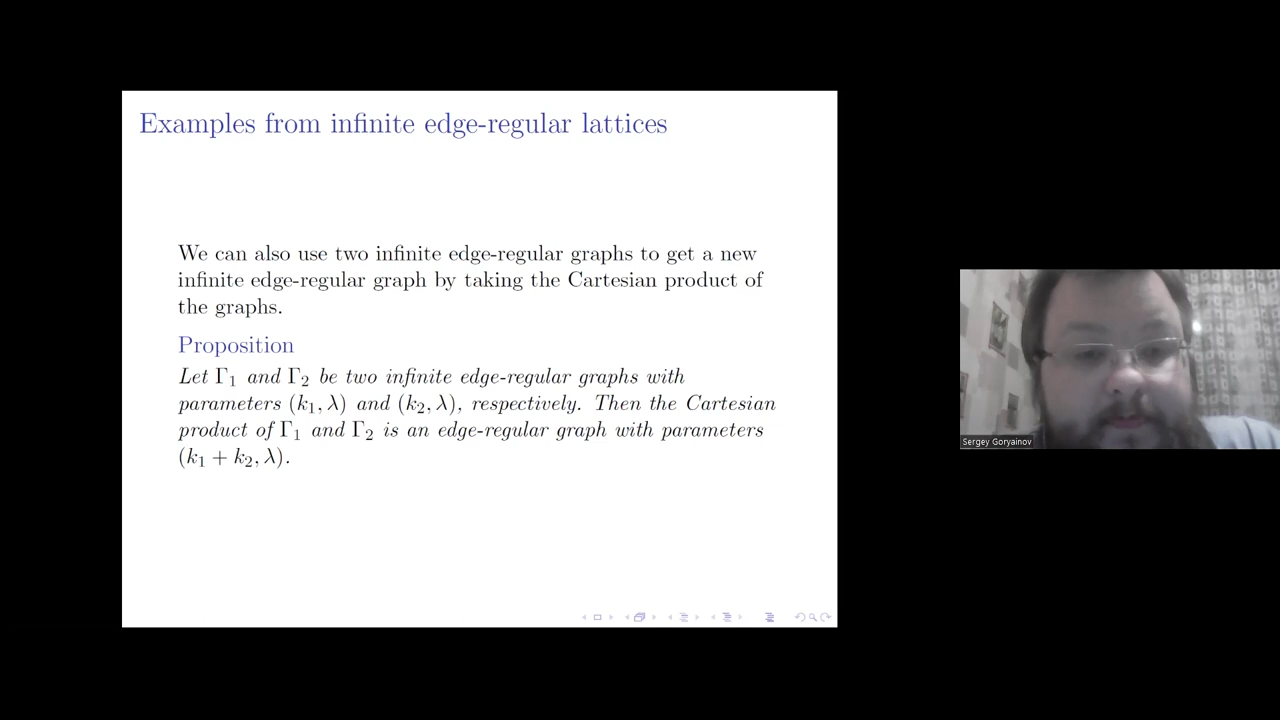 Examples from infinite edge-regular lattices
We can also use two infinite edge-regular graphs to get a new
infinite edge-regular graph by taking the Cartesian product of
the graphs.
Proposition
Let Γ₁ and Γ₂ be two infinite edge-regular graphs with
parameters (k₁, λ) and (k₂, λ), respectively. Then the Cartesian
product of Γ₁ and Γ₂ is an edge-regular graph with parameters
(k₁ + k₂, λ).
Sergey Goryainov